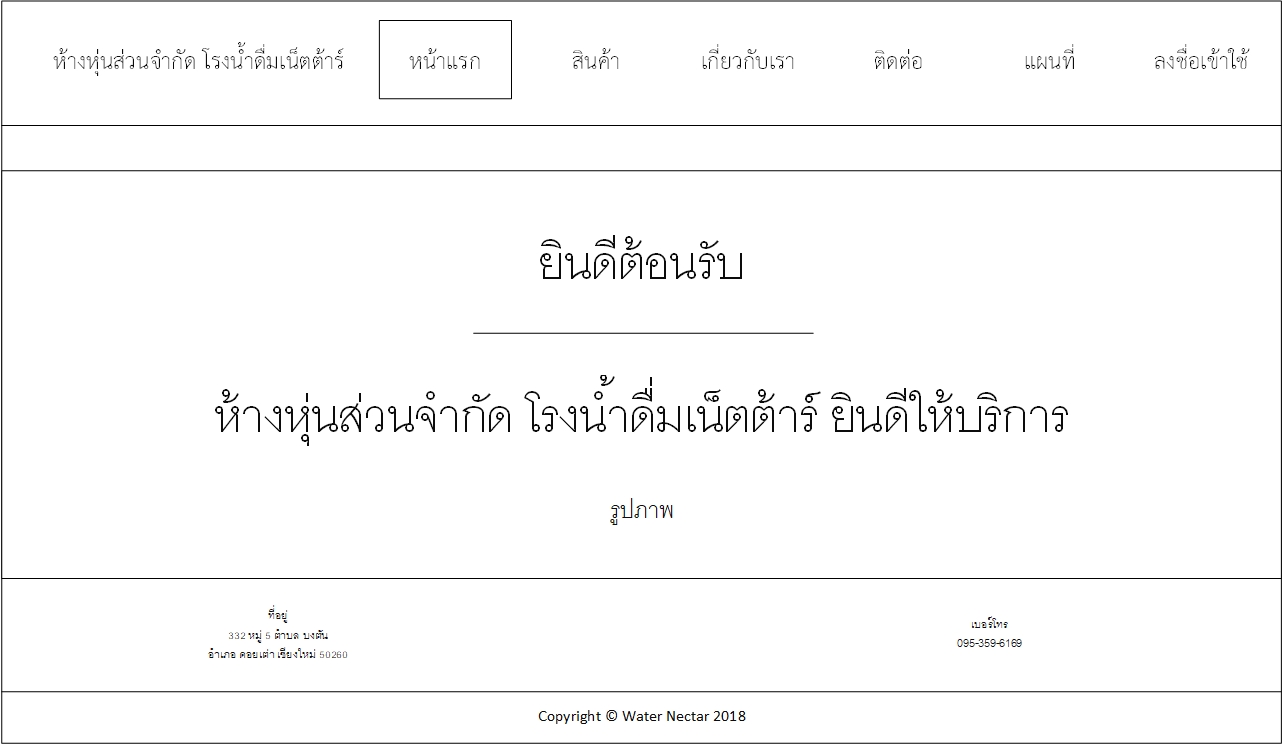 ห้างหุ่นส่วนจำกัด โรงน้ำดื่มเน็ตต้าร์ หน้าแรก สินค้า เกี่ยวกับเรา ติดต่อ แผนที่ ลงชื่อเข้าใช้
ยินดีต้อนรับ
ห้างหุ่นส่วนจำกัด โรงน้ำดื่มเน็ตต้าร์ ยินดีให้บริการ
รูปภาพ
ที่อยู่
332 หมู่ 5 ตำบล บงตัน
อำเภอ ดอยเต่า เชียงใหม่ 50260
เบอร์โทร
095-359-6169
Copyright © Water Nectar 2018